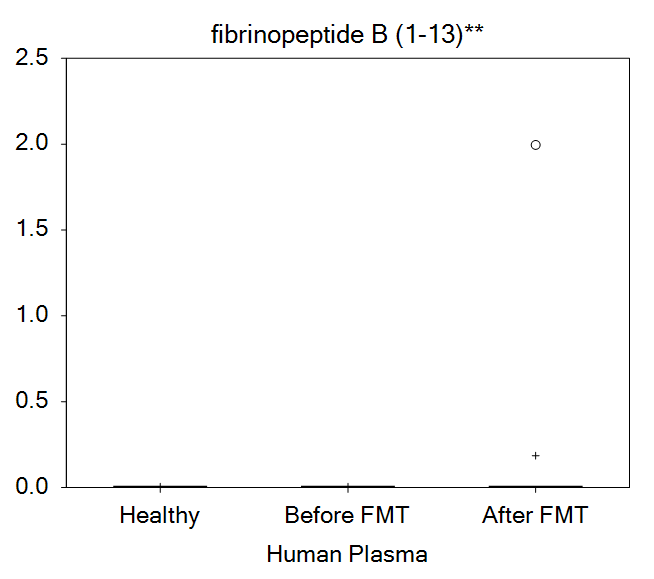 fibrinopeptide B (1-13)**
2.5
2.0
1.5
1.0
0.5
0.0
Healthy Before FMT After FMT
Human Plasma